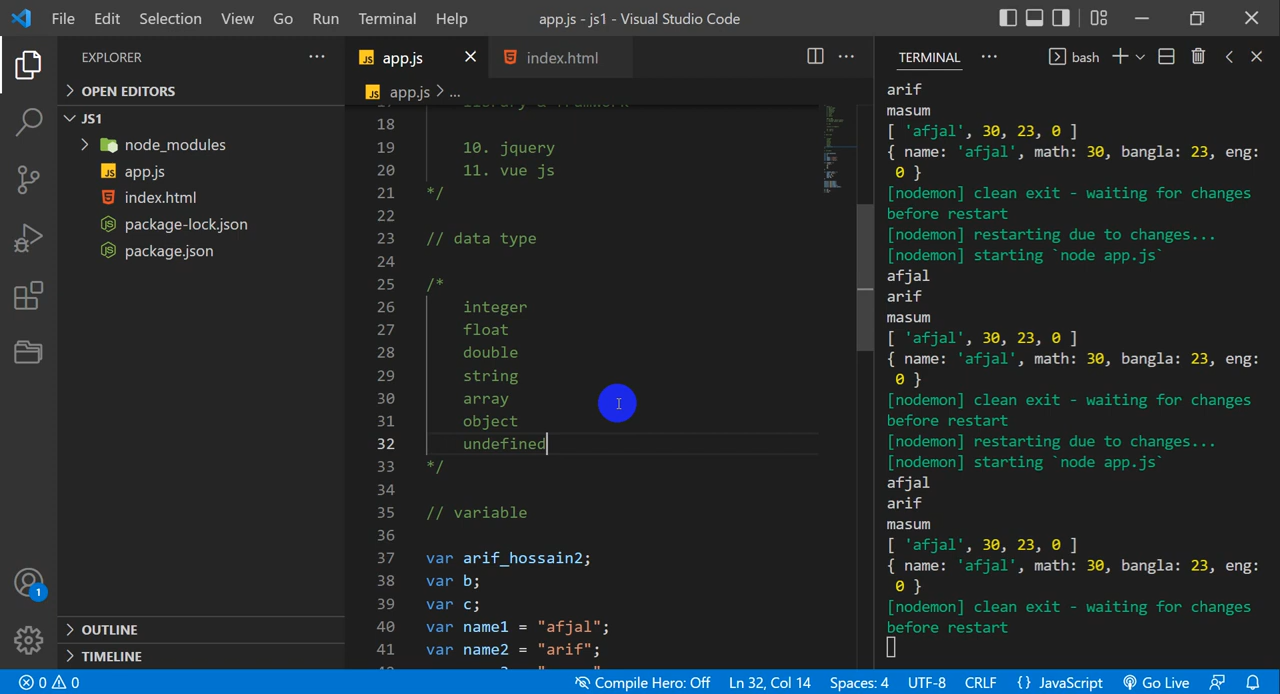 File Edit Selection View Go Run Terminal Help app.js - js1 - Visual Studio Code
EXPLORER
OPEN EDITORS
JS1
node_modules
app.js
index.html
package-lock.json
package.json
OUTLINE
TIMELINE
1
app.js index.html
app.js > ...
18
19 10. jquery
20 11. vue js
21 */
22
23 // data type
24
25 /*
26 integer
27 float
28 double
29 string
30 array
31 object
32 undefined
33 */
34
35 // variable
36
37 var arif_hossain2;
38 var b;
39 var c;
40 var name1 = "afjal";
41 var name2 = "arif";
TERMINAL bash
arif
masum
[ 'afjal', 30, 23, 0 ]
{ name: 'afjal', math: 30, bangla: 23, eng:
0 }
[nodemon] clean exit - waiting for changes
before restart
[nodemon] restarting due to changes...
[nodemon] starting `node app.js`
afjal
arif
masum
[ 'afjal', 30, 23, 0 ]
{ name: 'afjal', math: 30, bangla: 23, eng:
0 }
[nodemon] clean exit - waiting for changes
before restart
[nodemon] restarting due to changes...
[nodemon] starting `node app.js`
afjal
arif
masum
[ 'afjal', 30, 23, 0 ]
{ name: 'afjal', math: 30, bangla: 23, eng:
0 }
[nodemon] clean exit - waiting for changes
before restart
0 0 Compile Hero: Off Ln 32, Col 14 Spaces: 4 UTF-8 CRLF {} JavaScript Go Live